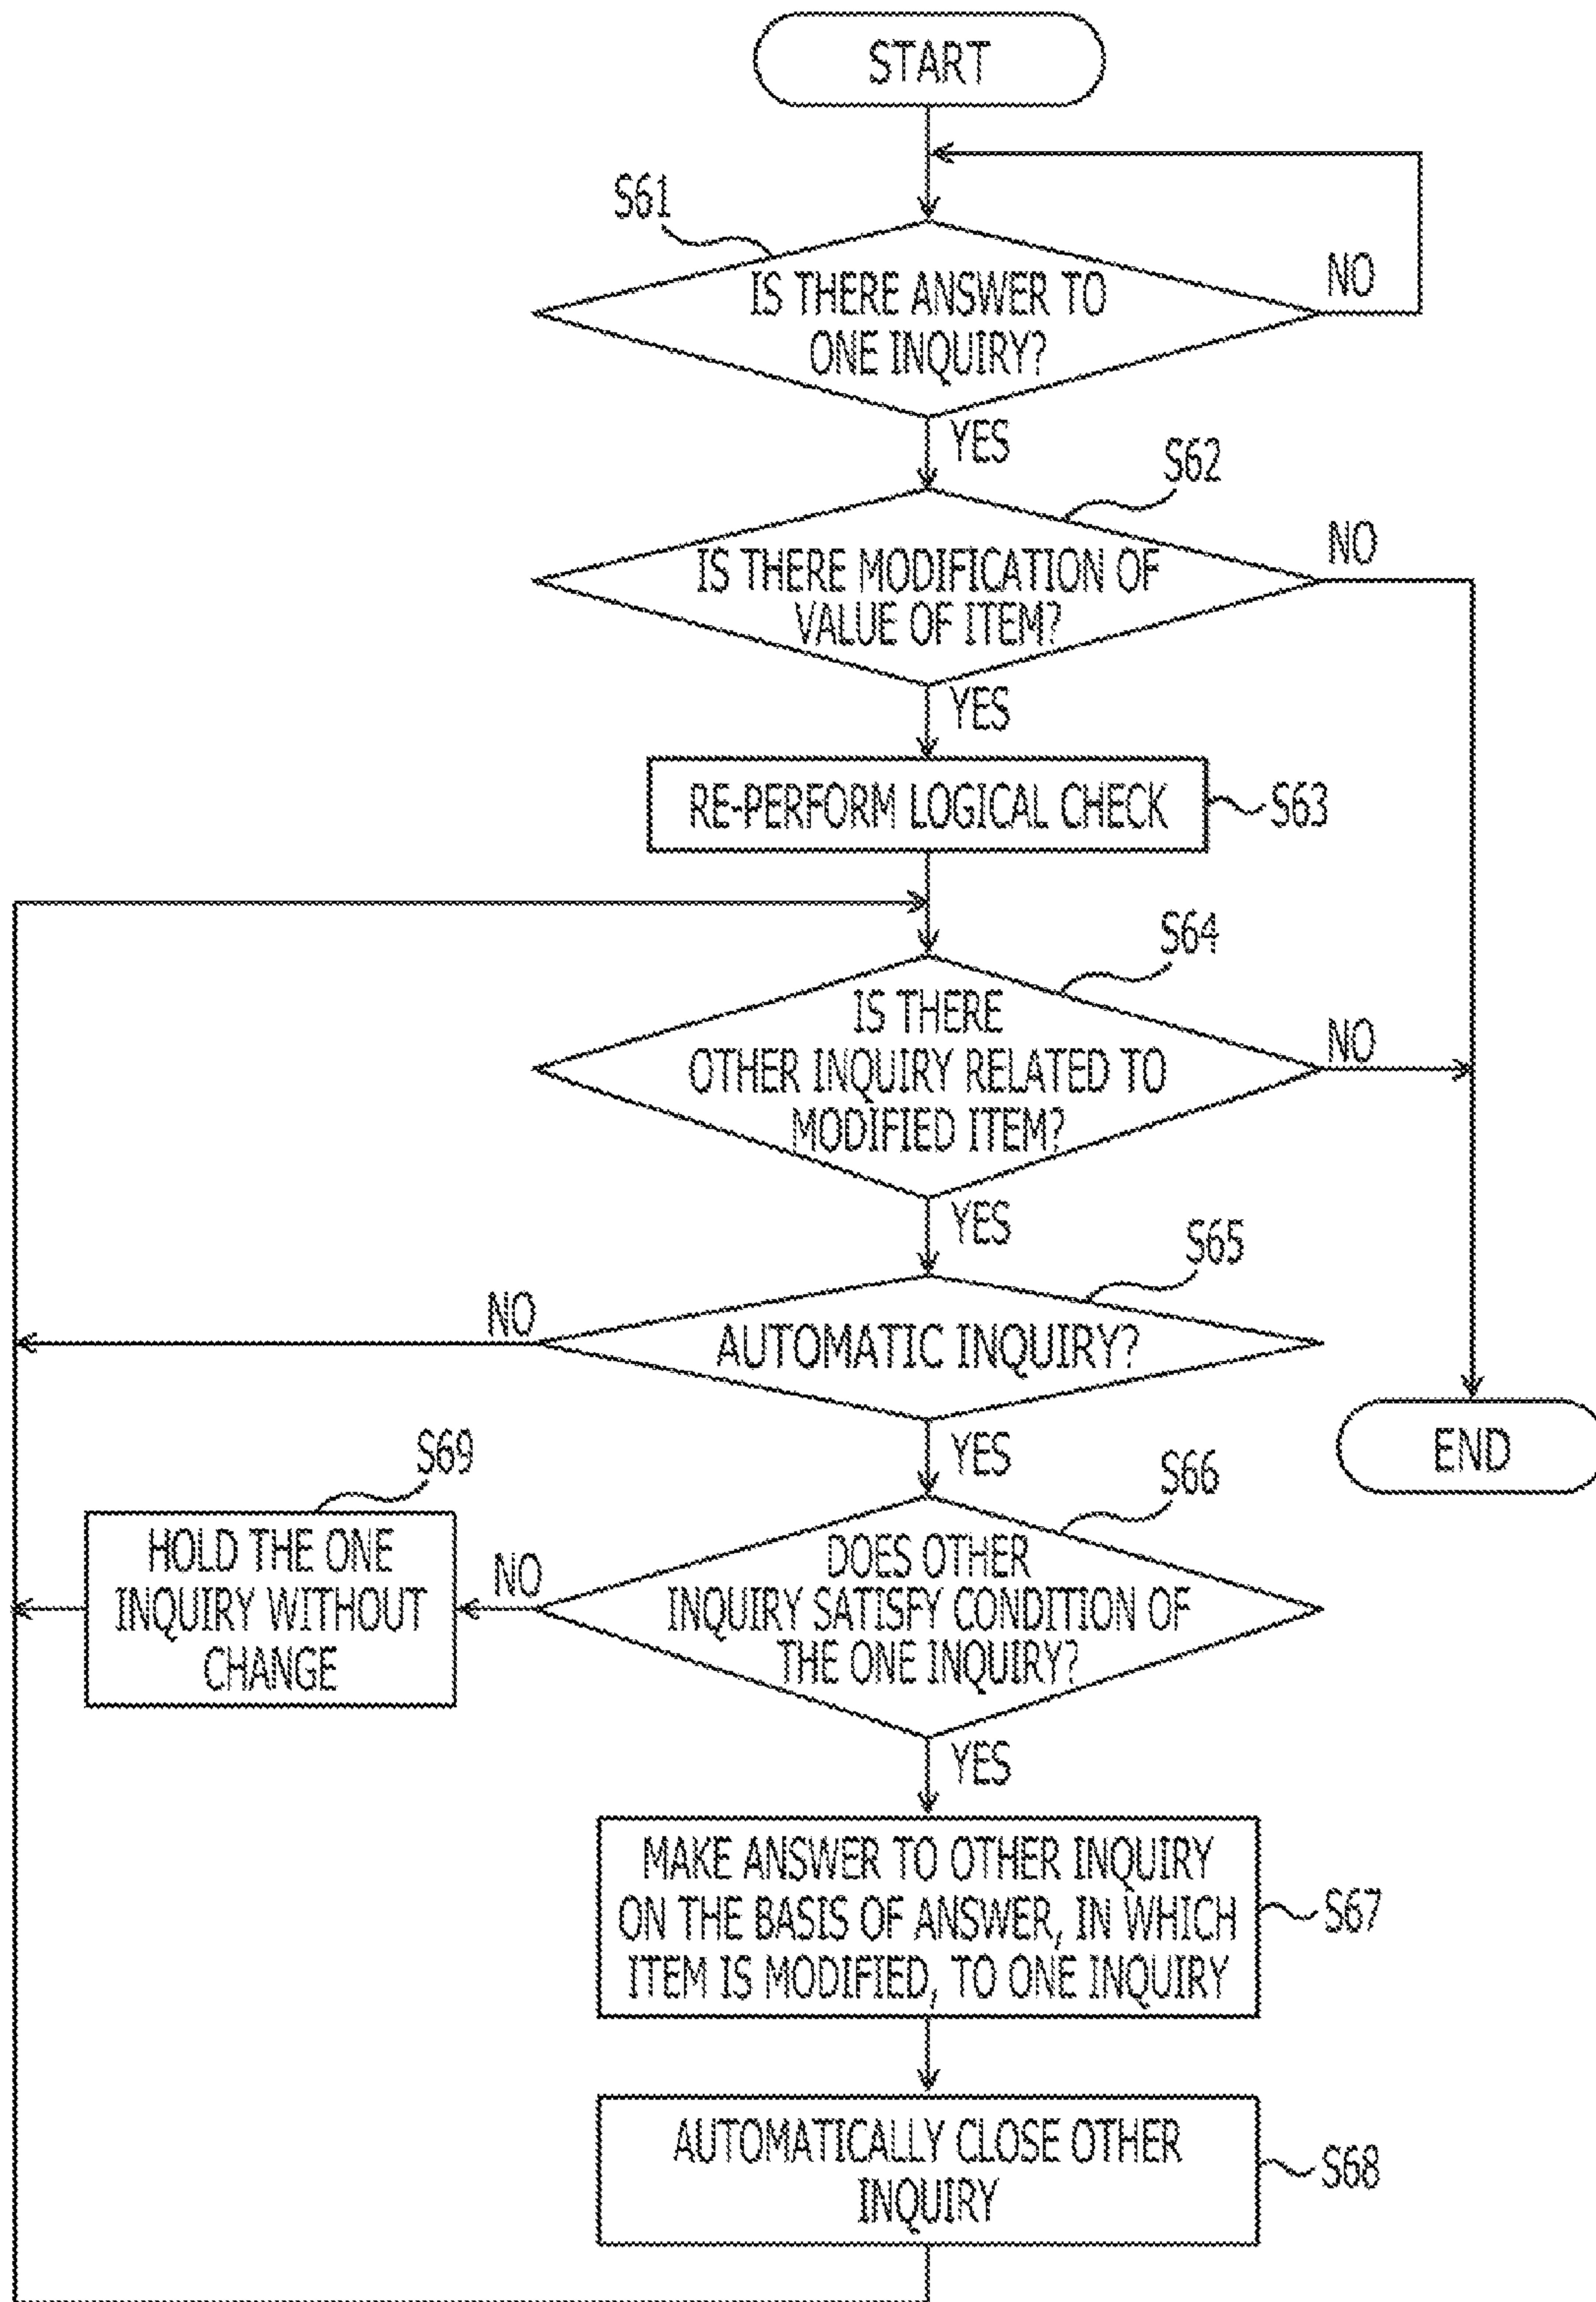 START
S61
IS THERE ANSWER TO
ONE INQUIRY?
NO
YES
S62
IS THERE MODIFICATION OF
VALUE OF ITEM?
NO
YES
RE-PERFORM LOGICAL CHECK
S63
S64
IS THERE
OTHER INQUIRY RELATED TO
MODIFIED ITEM?
NO
YES
S65
AUTOMATIC INQUIRY?
NO
YES
END
S66
DOES OTHER
INQUIRY SATISFY CONDITION OF
THE ONE INQUIRY?
NO
S69
HOLD THE ONE
INQUIRY WITHOUT
CHANGE
YES
MAKE ANSWER TO OTHER INQUIRY
ON THE BASIS OF ANSWER, IN WHICH
ITEM IS MODIFIED, TO ONE INQUIRY
S67
AUTOMATICALLY CLOSE OTHER
INQUIRY
S68